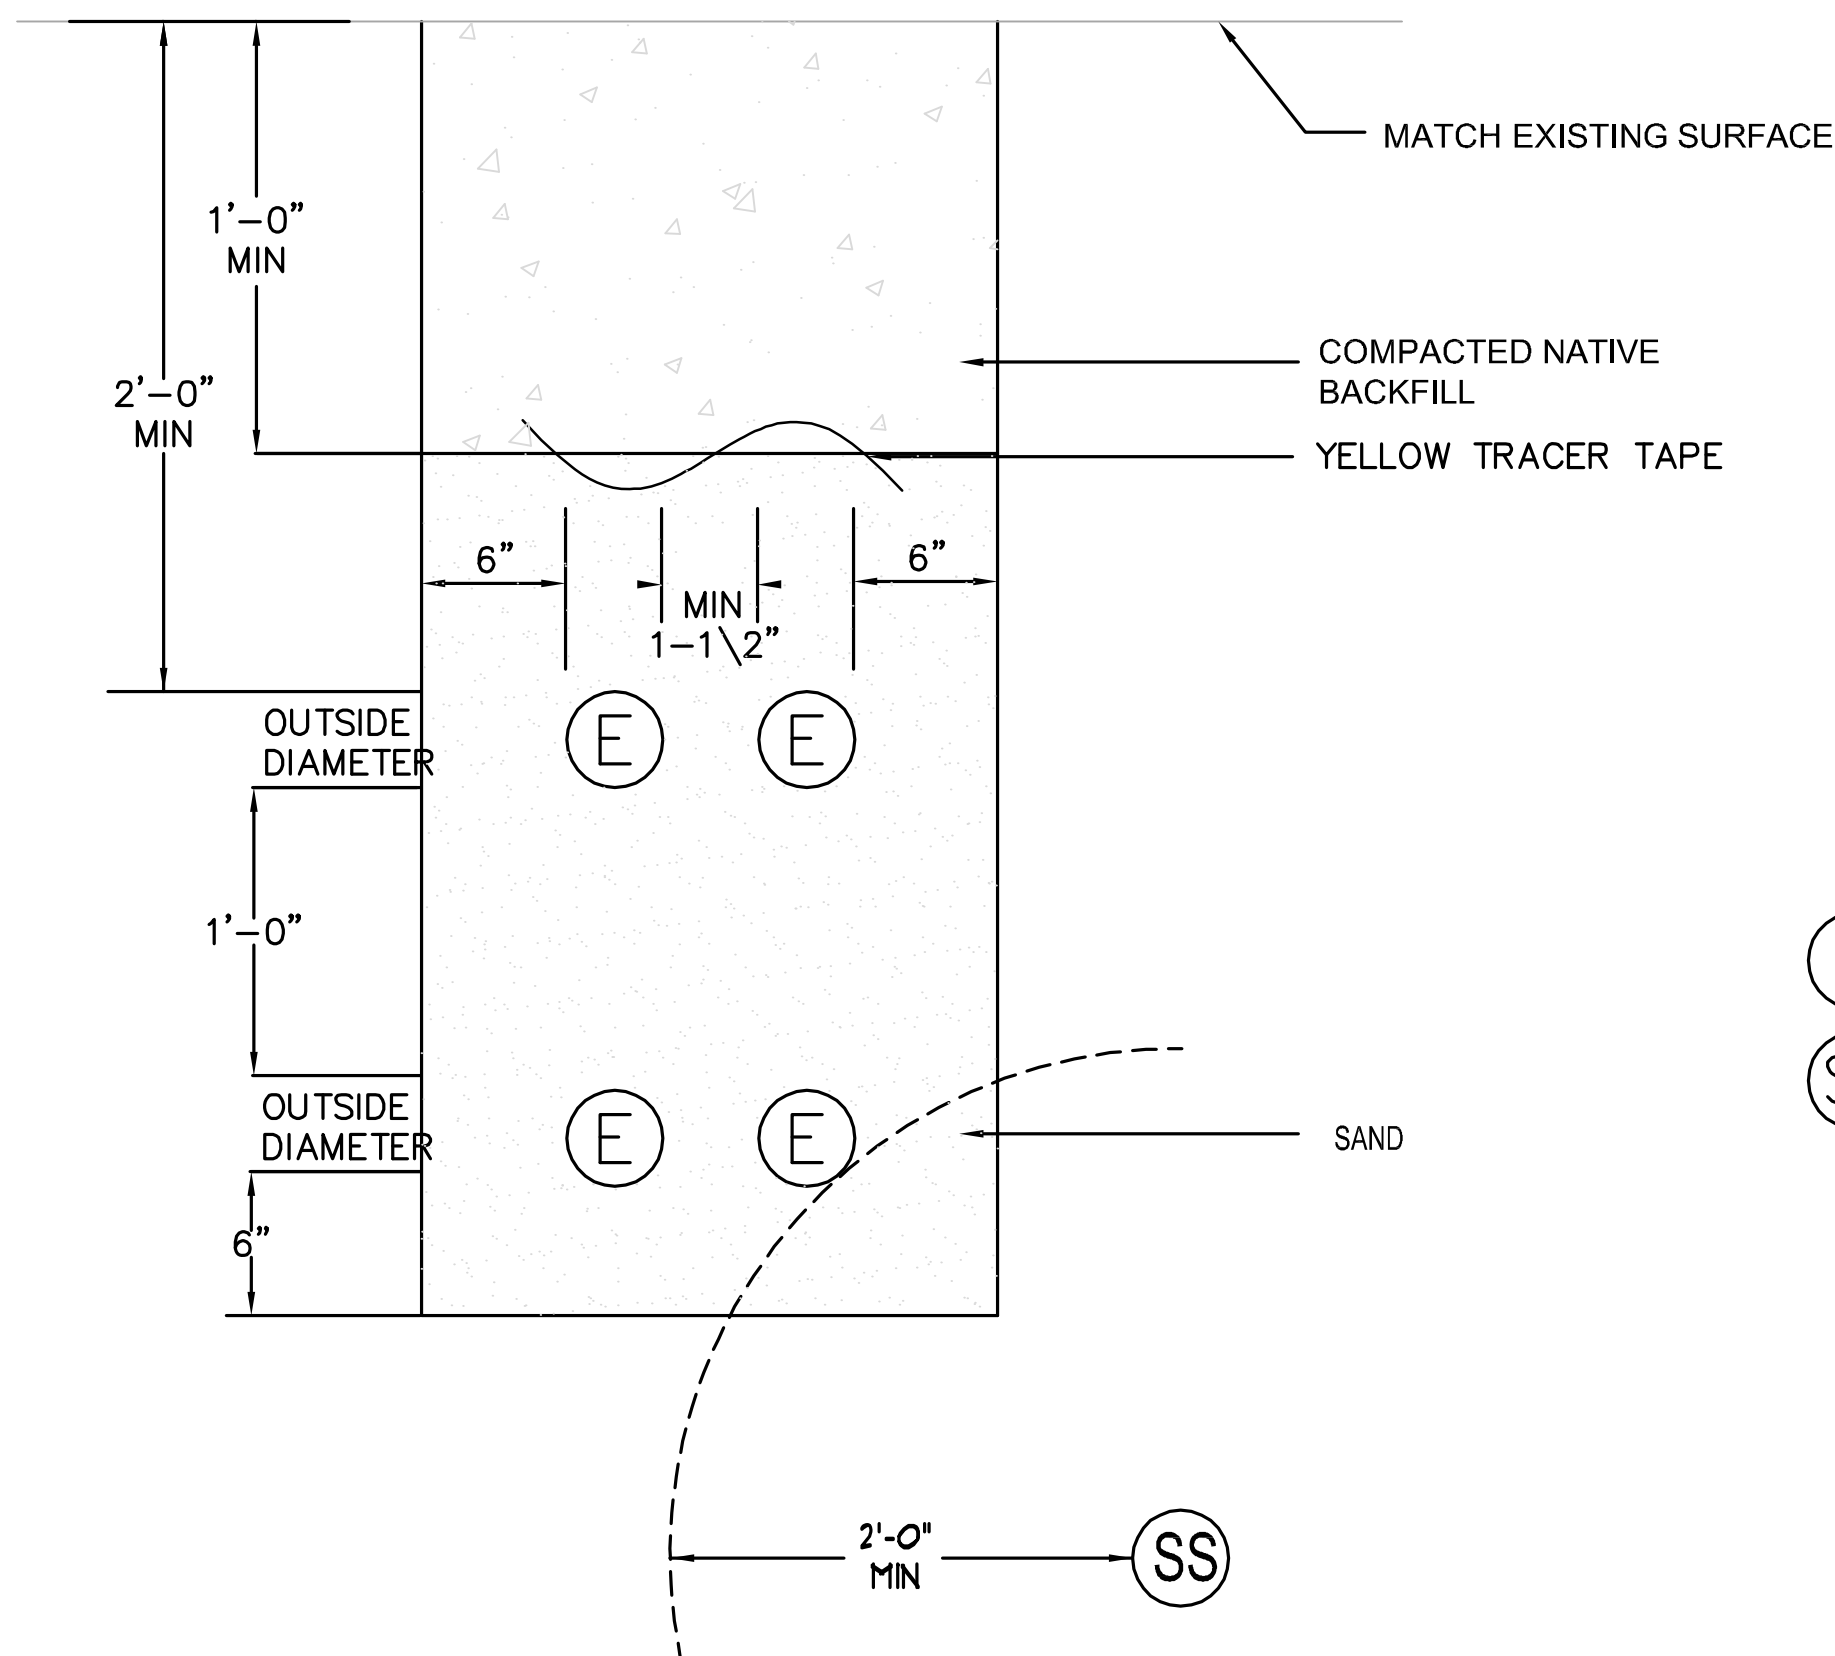 MATCH EXISTING SURFACE
1'-0"
MIN
COMPACTED NATIVE
BACKFILL
2'-0"
MIN
YELLOW TRACER TAPE
6"
6"
MIN
1-1\2"
OUTSIDE
DIAMETER
E
E
1'-0"
OUTSIDE
DIAMETER
E
E
SAND
6"
2'-0"
MIN
SS